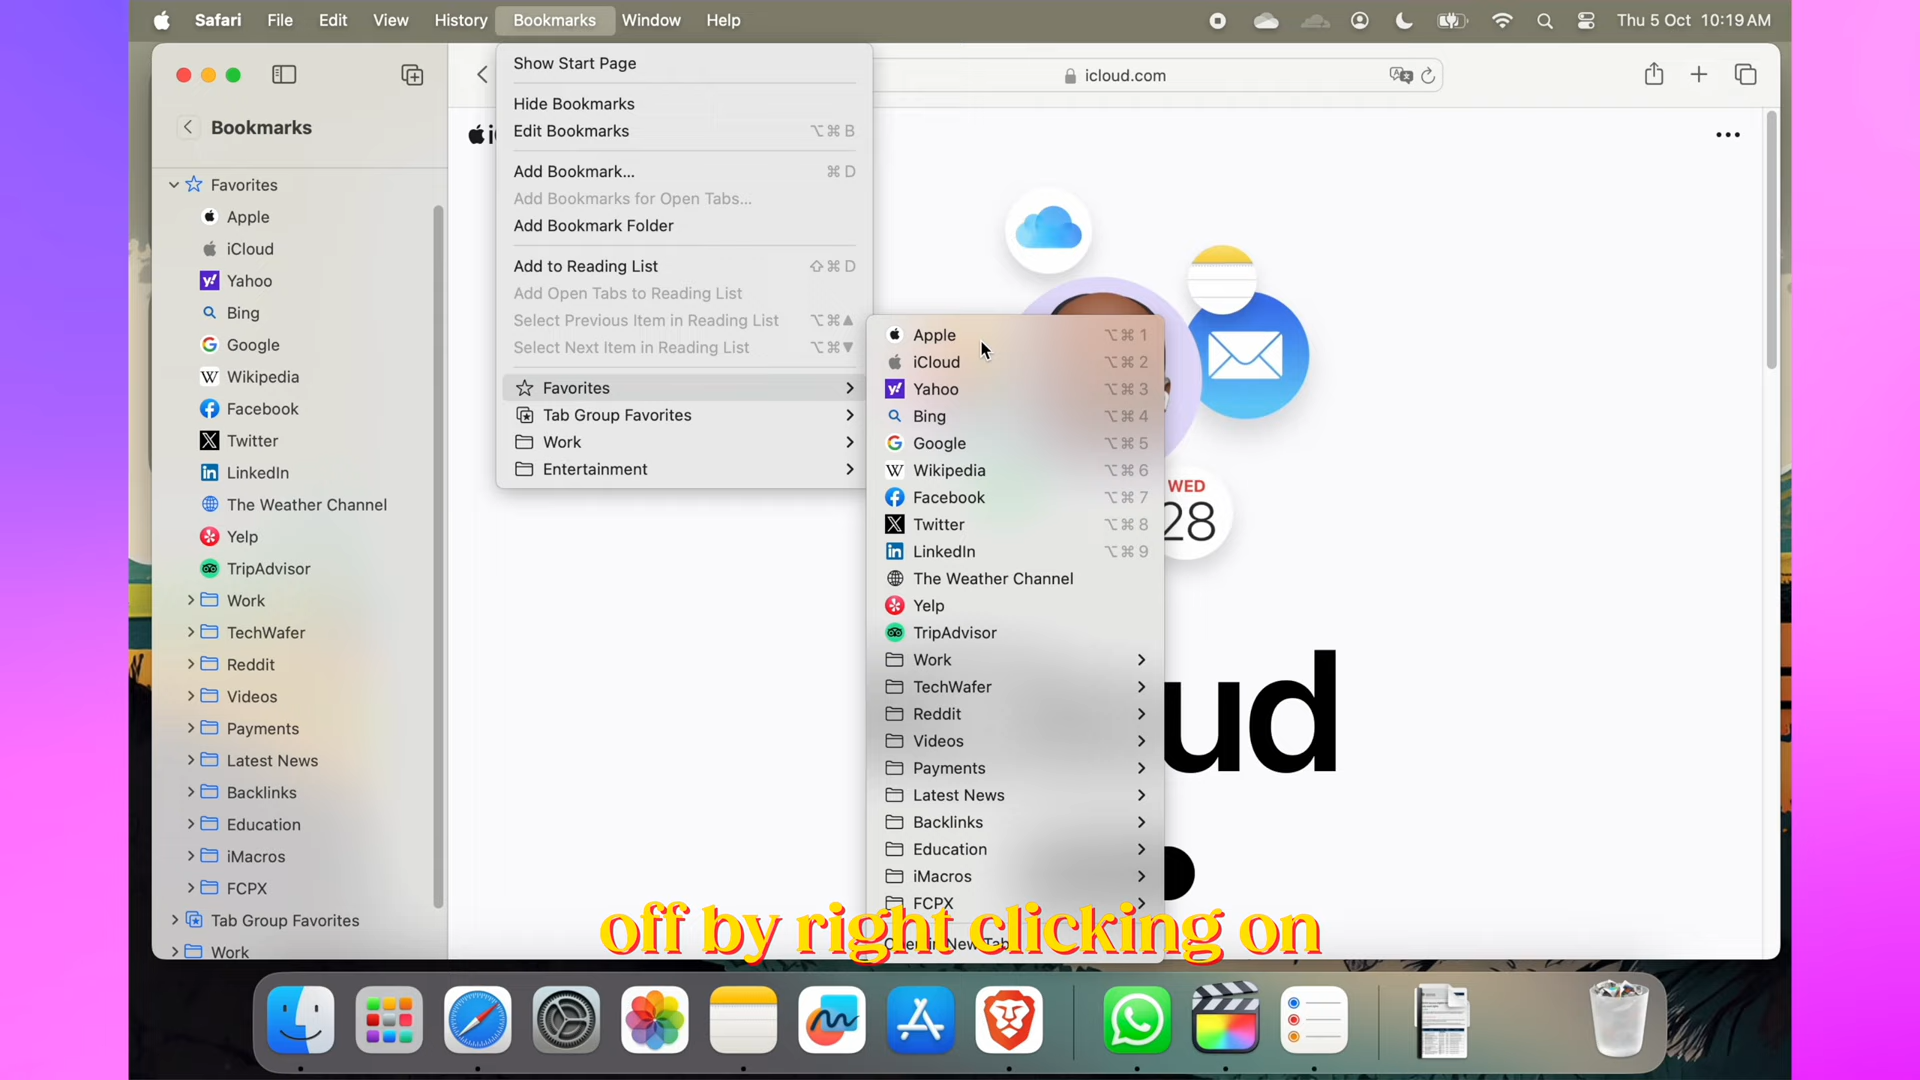 Safari File Edit View History Bookmarks Window Help Thu 5 Oct 10:19 AM
icloud.com
Bookmarks
Favorites
Apple
iCloud
Yahoo
Bing
Google
Wikipedia
Facebook
Twitter
LinkedIn
The Weather Channel
Yelp
TripAdvisor
Work
TechWafer
Reddit
Videos
Payments
Latest News
Backlinks
Education
iMacros
FCPX
Tab Group Favorites
Work
Show Start Page
Hide Bookmarks
Edit Bookmarks ⌥⌘B
Add Bookmark... ⌘D
Add Bookmarks for Open Tabs...
Add Bookmark Folder
Add to Reading List ⇧⌘D
Add Open Tabs to Reading List
Select Previous Item in Reading List ⌥⌘▲
Select Next Item in Reading List ⌥⌘▼
Favorites
Tab Group Favorites
Work
Entertainment
Apple ⌥⌘1
iCloud ⌥⌘2
Yahoo ⌥⌘3
Bing ⌥⌘4
Google ⌥⌘5
Wikipedia ⌥⌘6
Facebook ⌥⌘7
Twitter ⌥⌘8
LinkedIn ⌥⌘9
The Weather Channel
Yelp
TripAdvisor
Work
TechWafer
Reddit
Videos
Payments
Latest News
Backlinks
Education
iMacros
FCPX
WED
28
ud
off by right clicking on